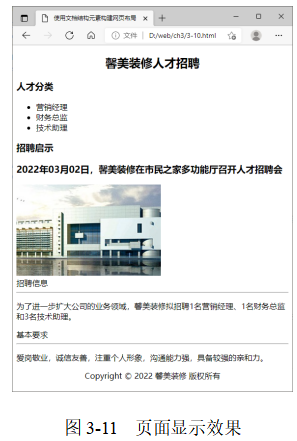 使用文档结构元素构建网页布局
文件 | D:/web/ch3/3-10.html
馨美装修人才招聘
人才分类
营销经理
财务总监
技术助理
招聘启示
2022年03月02日，馨美装修在市民之家多功能厅召开人才招聘会
招聘信息
为了进一步扩大公司的业务领域，馨美装修拟招聘1名营销经理、1名财务总监
和3名技术助理。
基本要求
爱岗敬业，诚信友善，注重个人形象，沟通能力强，具备较强的亲和力。
Copyright © 2022 馨美装修 版权所有
图 3-11 页面显示效果